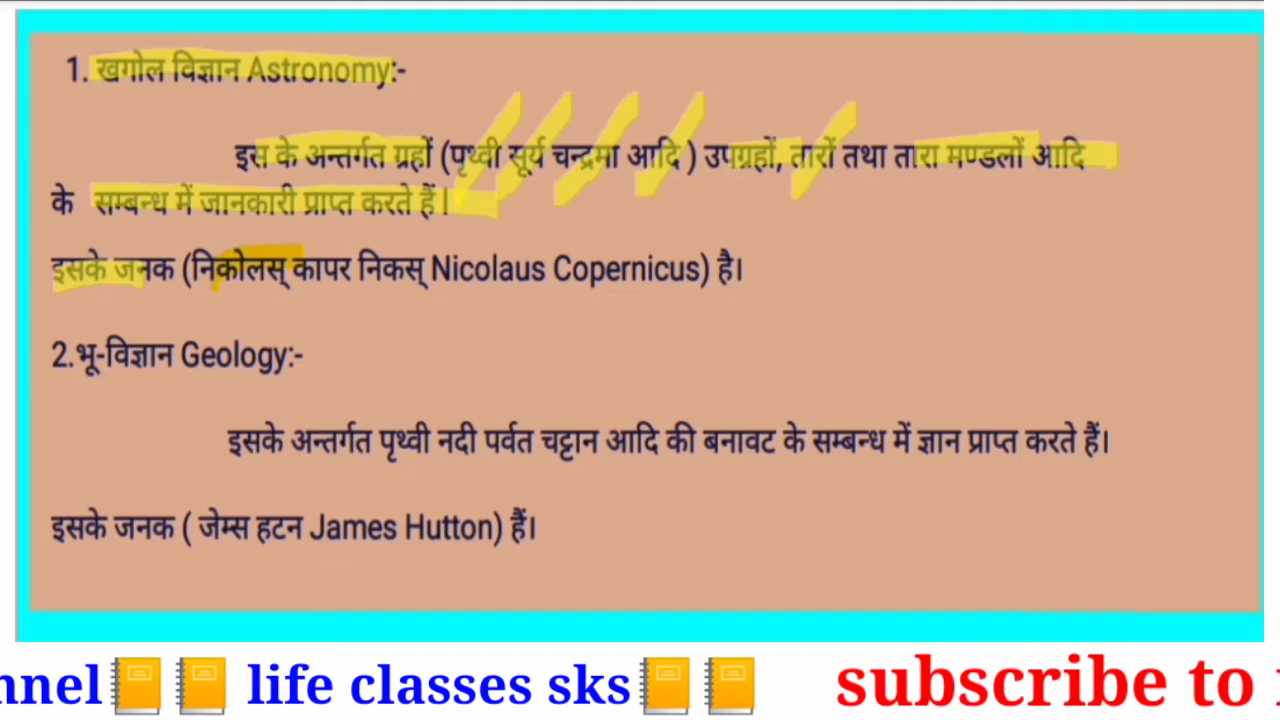 1. खगोल विज्ञान Astronomy:-
इस के अन्तर्गत ग्रहों (पृथ्वी सूर्य चन्द्रमा आदि ) उपग्रहों, तारों तथा तारा मण्डलों आदि
के सम्बन्ध में जानकारी प्राप्त करते हैं।
इसके जनक (निकोलस् कापर निकस् Nicolaus Copernicus) है।
2.भू-विज्ञान Geology:-
इसके अन्तर्गत पृथ्वी नदी पर्वत चट्टान आदि की बनावट के सम्बन्ध में ज्ञान प्राप्त करते हैं।
इसके जनक ( जेम्स हटन James Hutton) हैं।
nnel📒📒 life classes sks📒📒 subscribe to